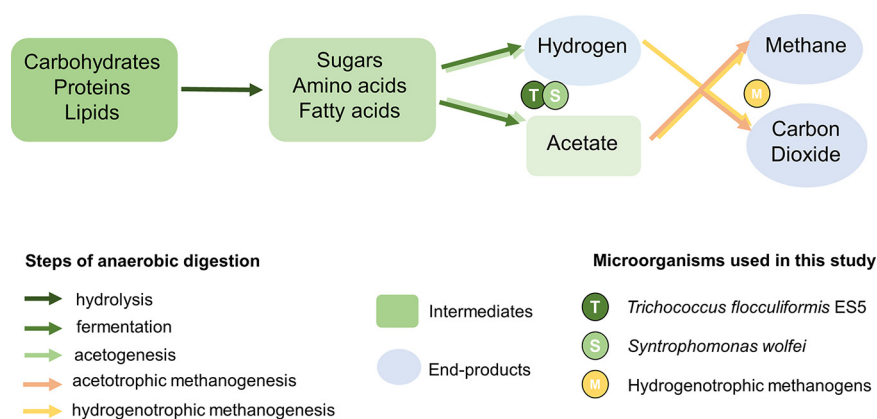 Carbohydrates
Proteins
Lipids
Sugars
Amino acids
Fatty acids
Hydrogen
T S
Acetate
Methane
M
Carbon
Dioxide
Steps of anaerobic digestion
hydrolysis
fermentation
acetogenesis
acetotrophic methanogenesis
hydrogenotrophic methanogenesis
Intermediates
End-products
Microorganisms used in this study
T Trichococcus flocculiformis ES5
S Syntrophomonas wolfei
M Hydrogenotrophic methanogens